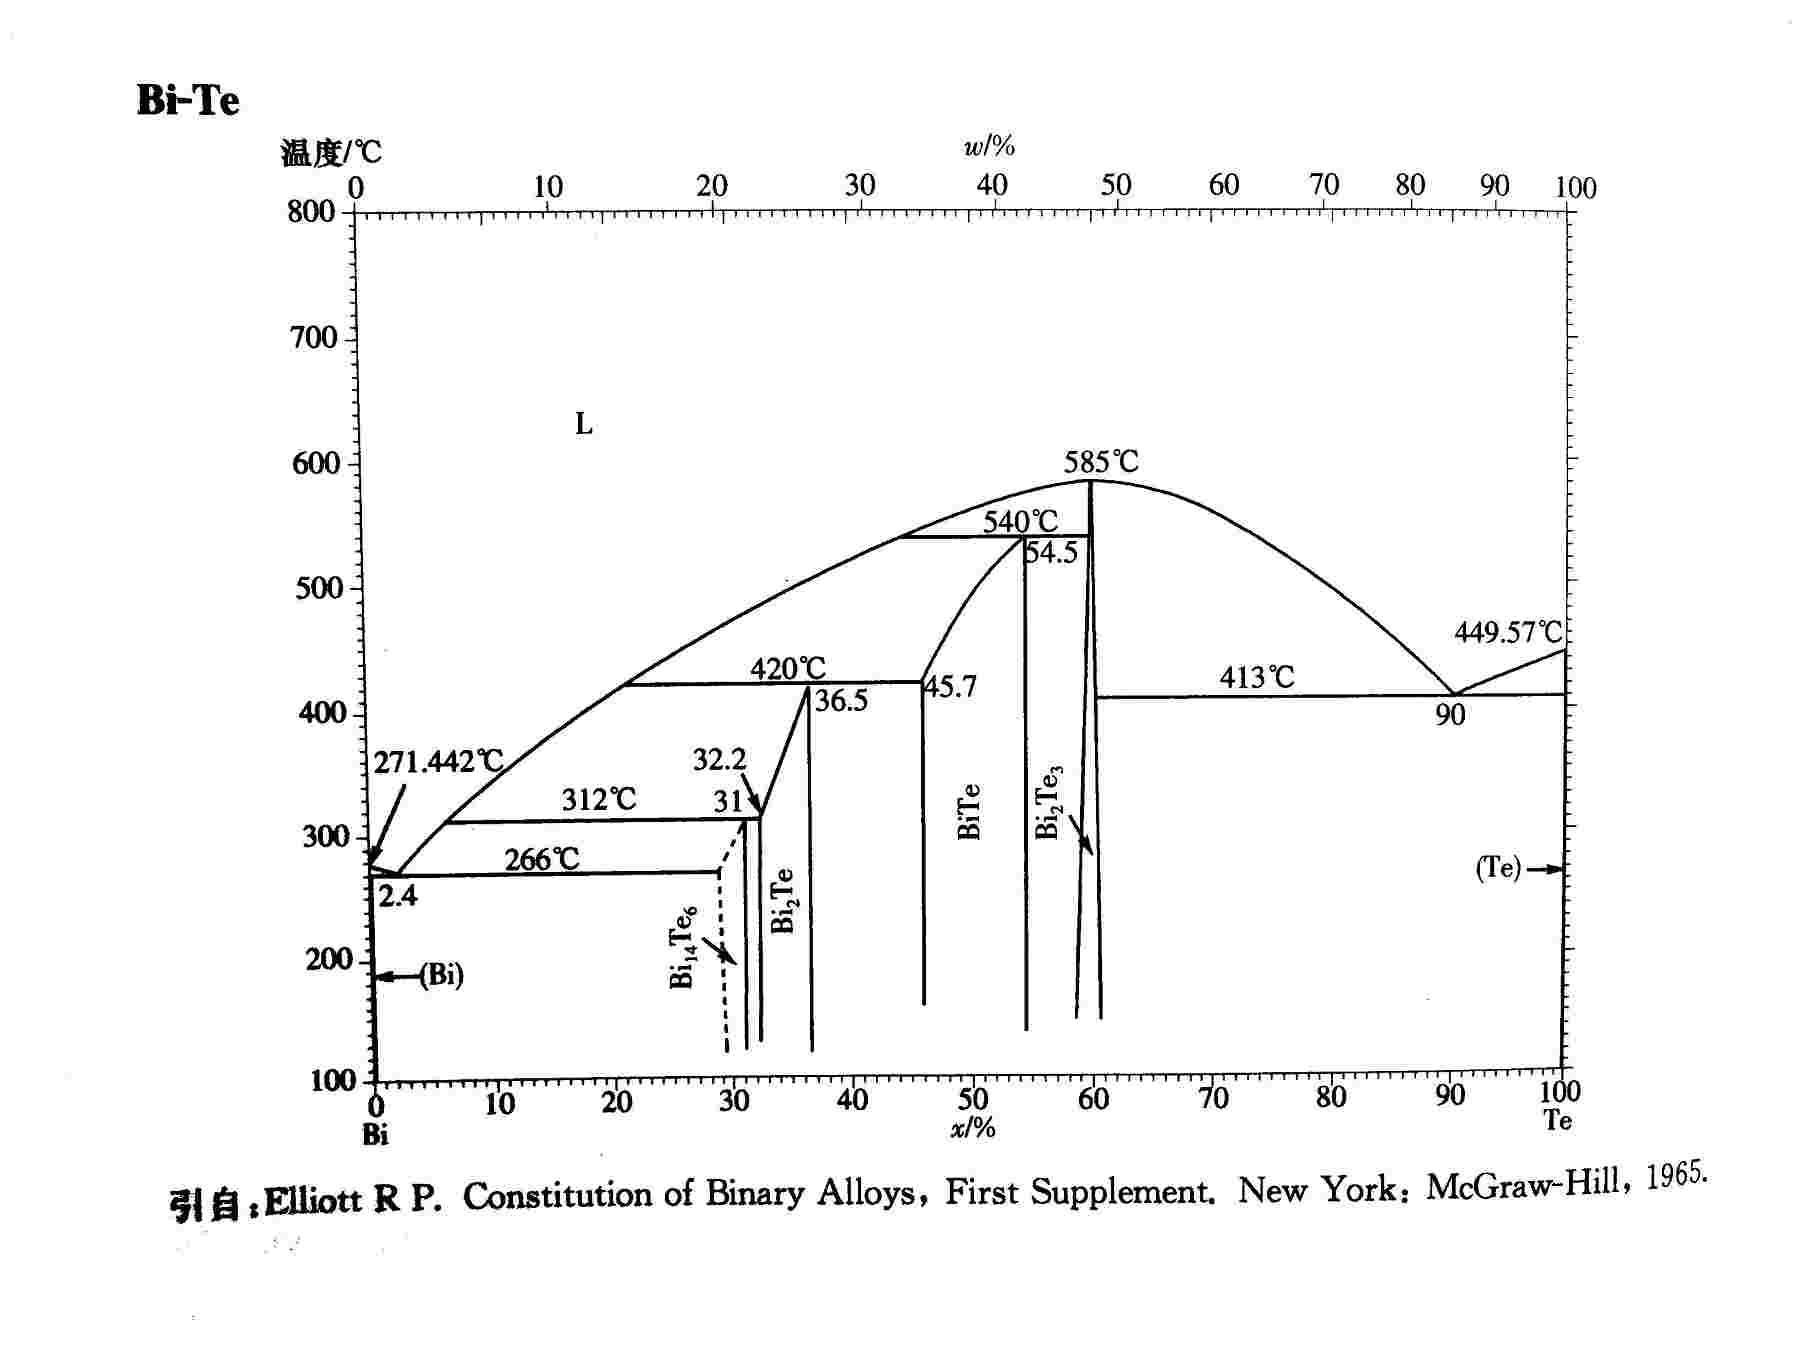 Bi-Te
温度/℃
w/%
0 10 20 30 40 50 60 70 80 90 100
800
700
L
600
585℃
540℃
54.5
500
449.57℃
420℃
413℃
45.7
36.5
400
90
271.442℃
32.2
312℃
31
BiTe
Bi₂Te₃
300
266℃
(Te)
2.4
Bi₂Te
Bi₁₄Te₆
200
(Bi)
100
0 10 20 30 40 50 60 70 80 90 100
Bi
x/%
Te
引自:Elliott R P. Constitution of Binary Alloys, First Supplement. New York: McGraw-Hill, 1965.